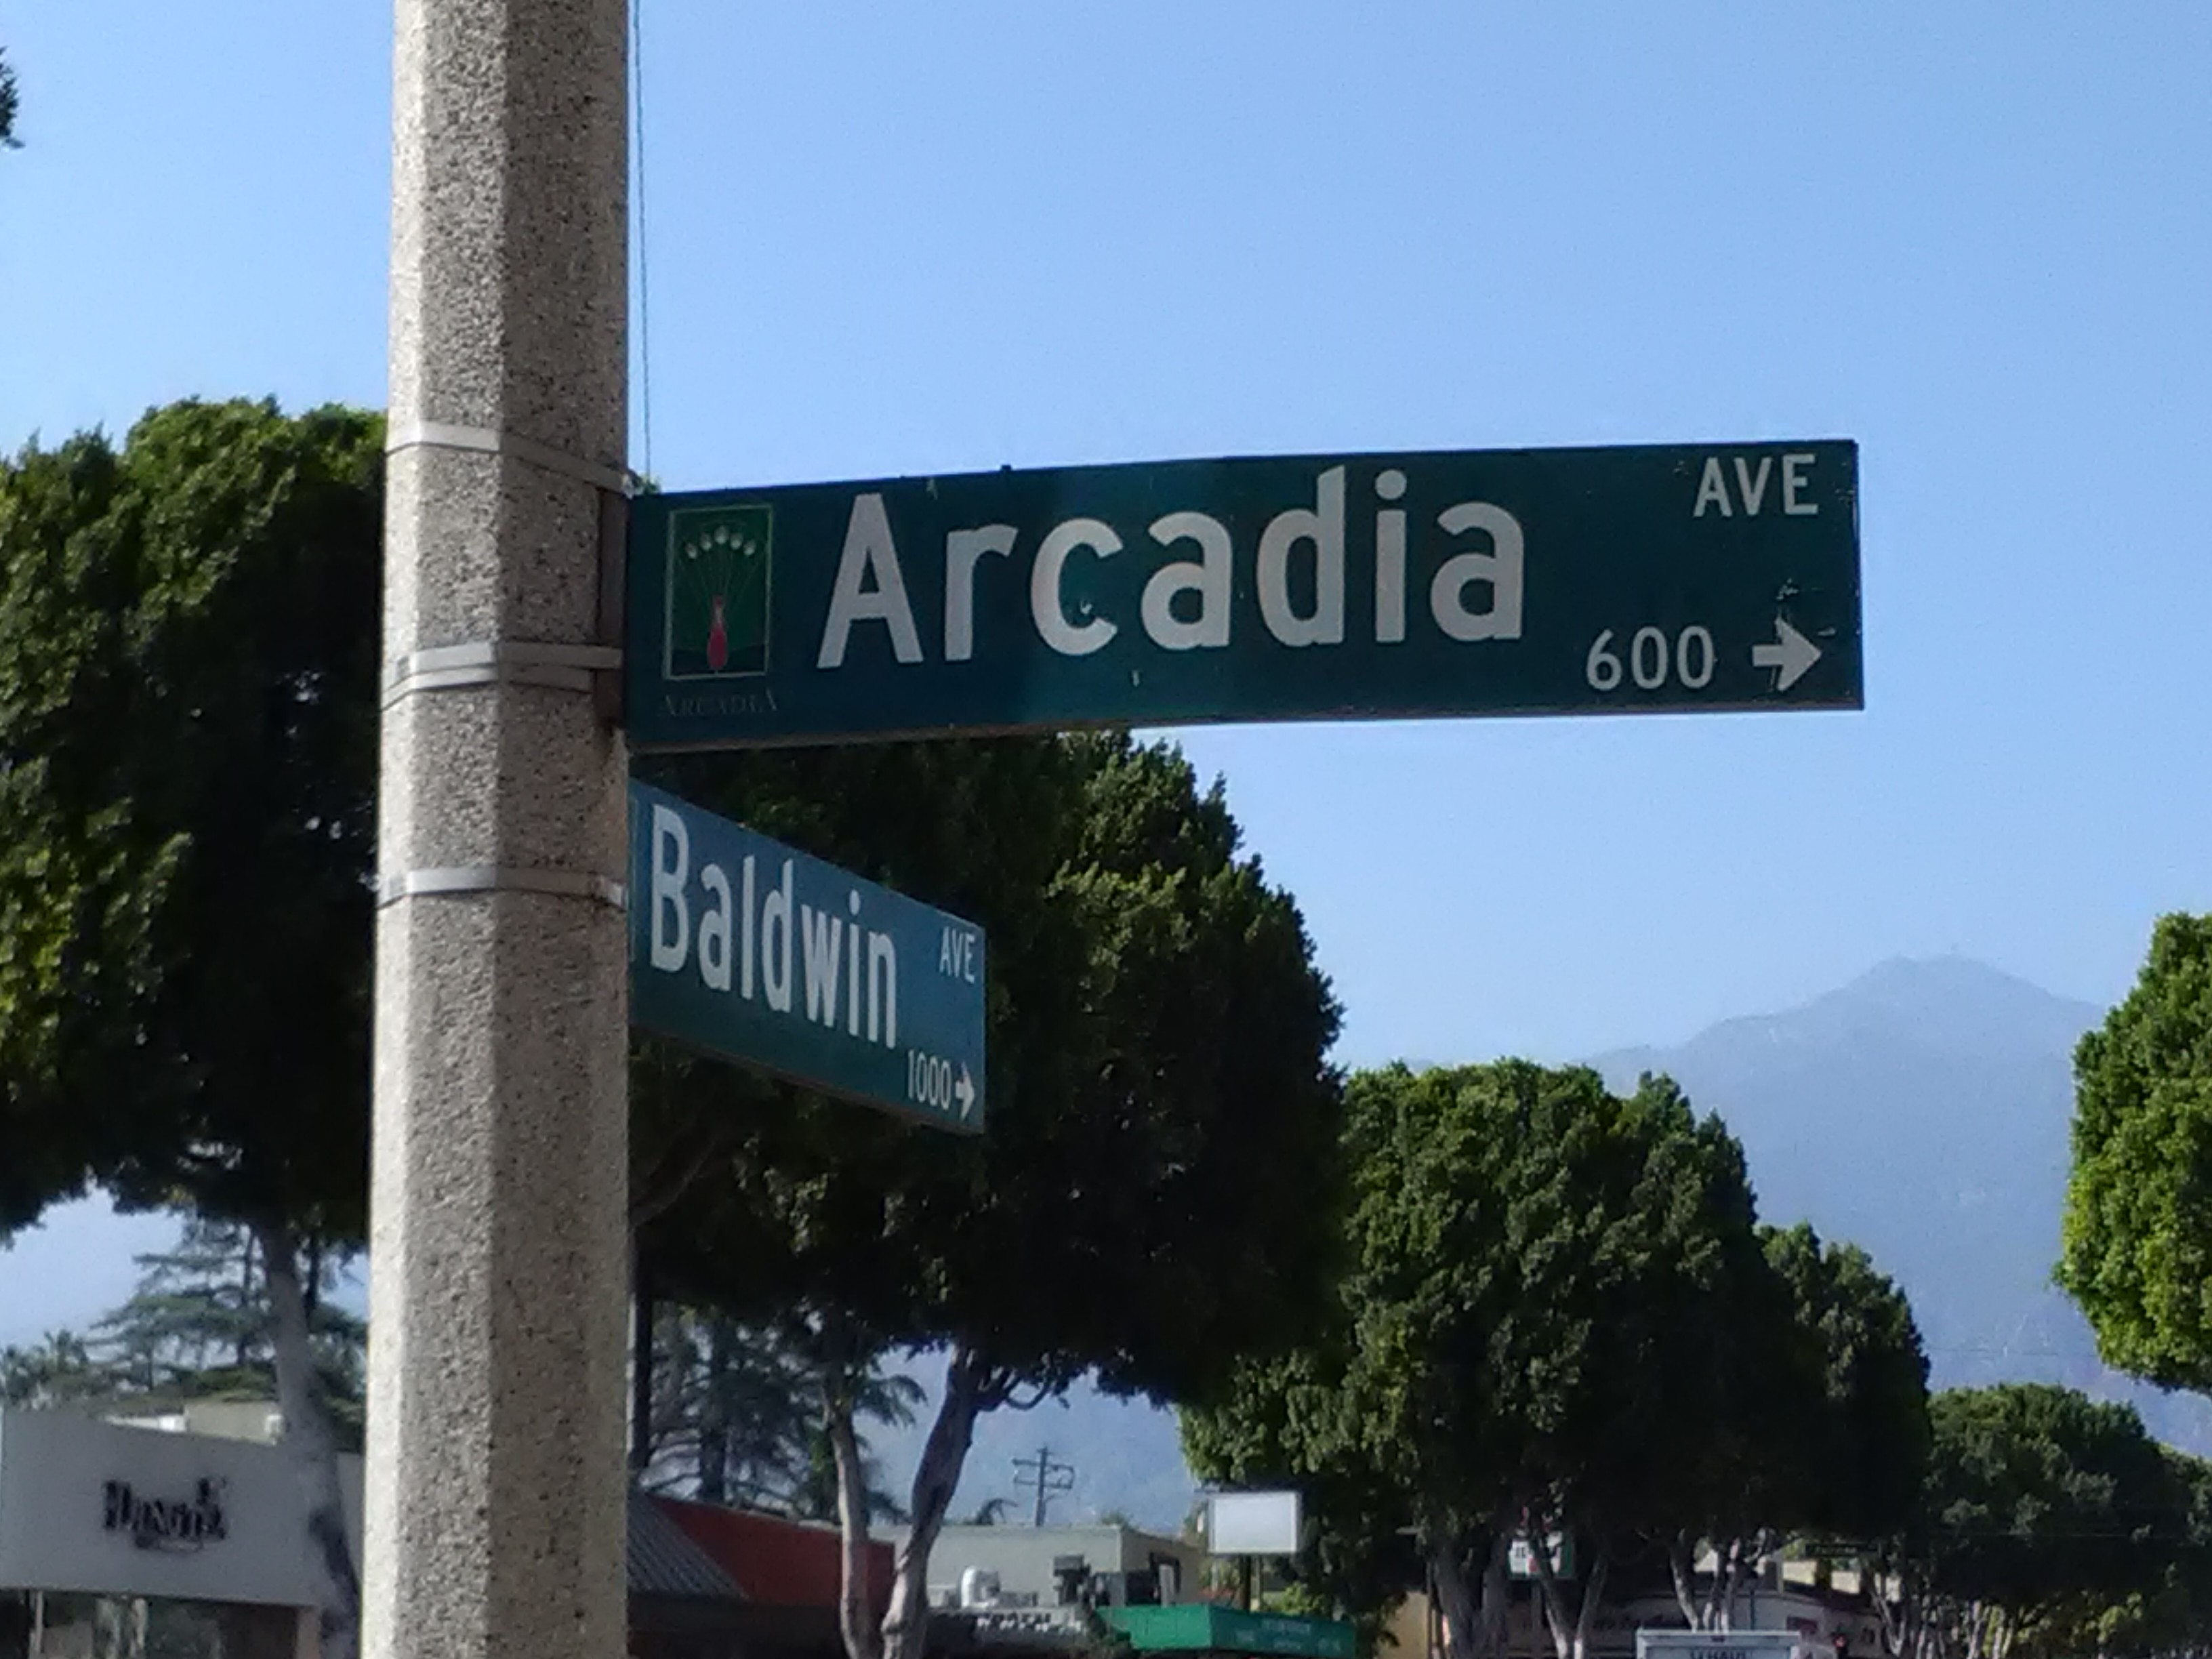 Arcadia AVE
600 →
ARCADIA
Baldwin AVE
1000 →